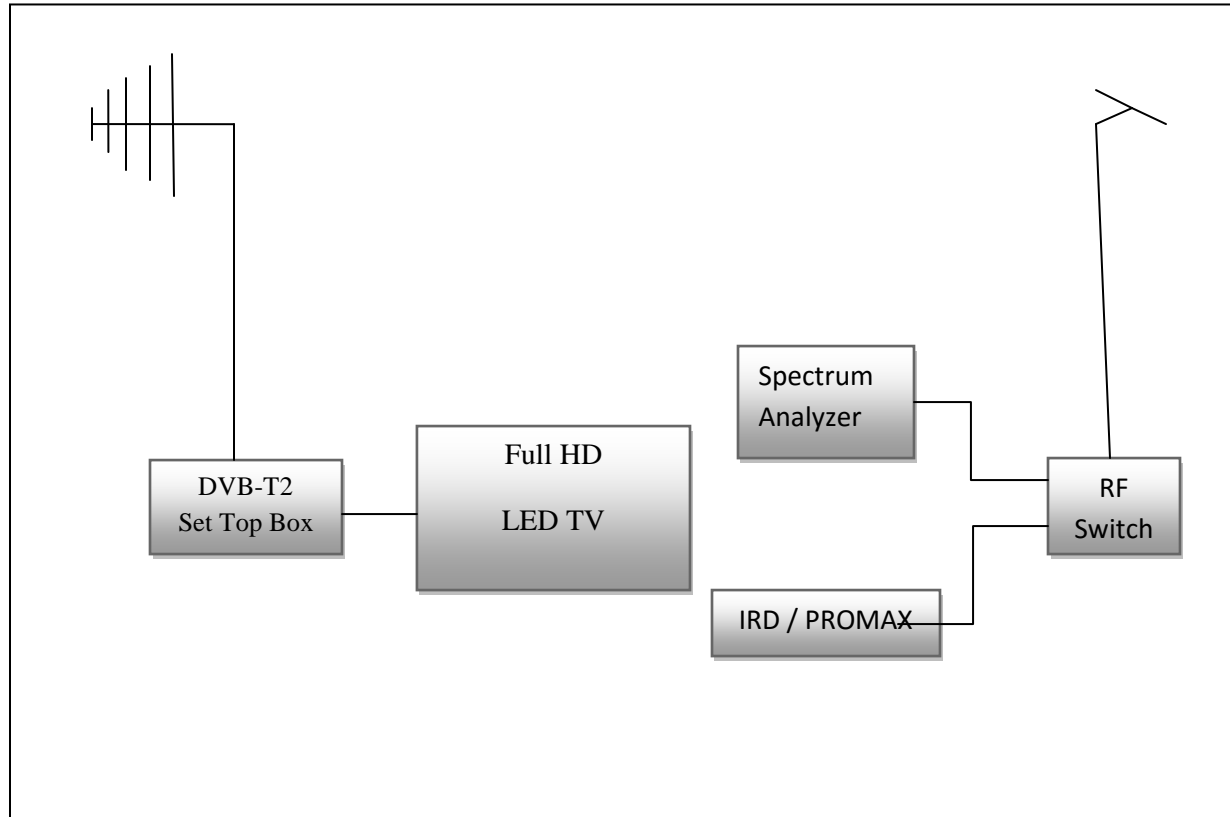 Spectrum
Analyzer
Full HD
LED TV
DVB-T2
Set Top Box
RF
Switch
IRD / PROMAX